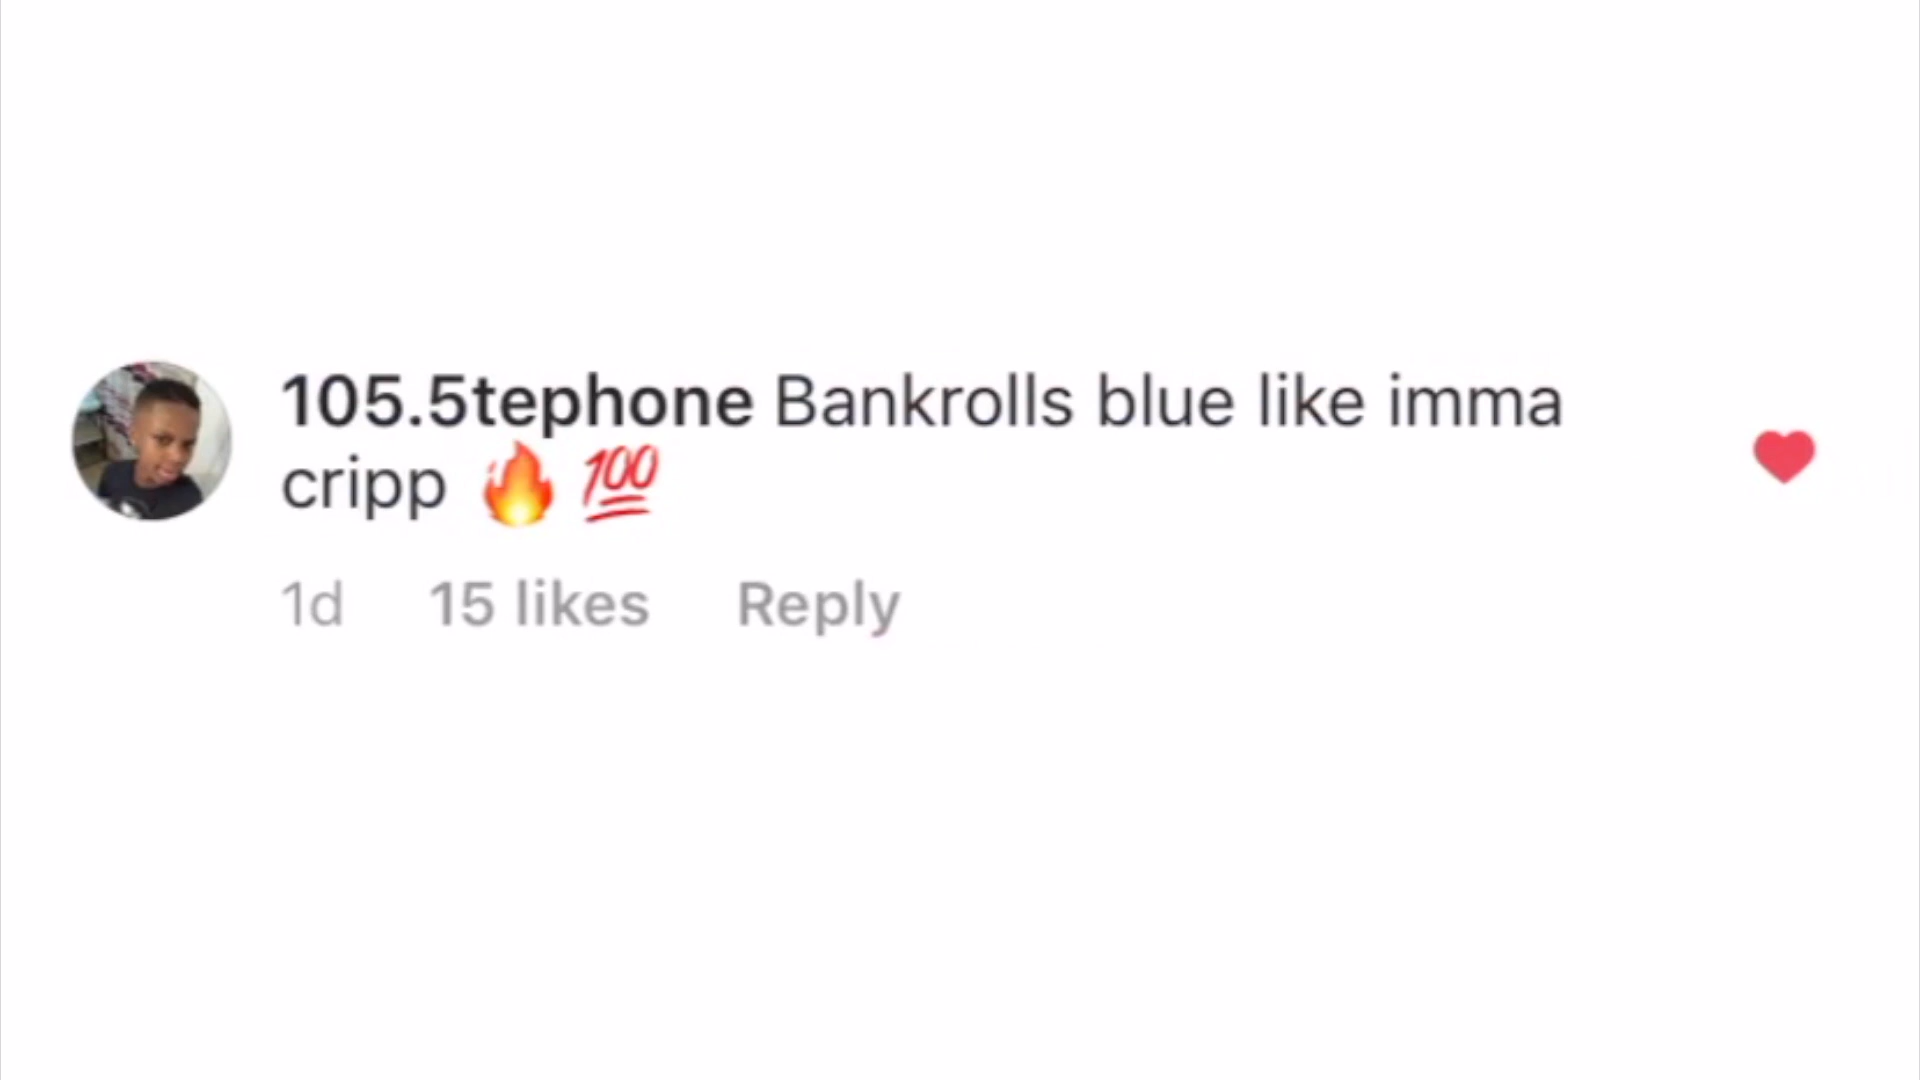 105.5tephone Bankrolls blue like imma
cripp 🔥 💯
1d 15 likes Reply